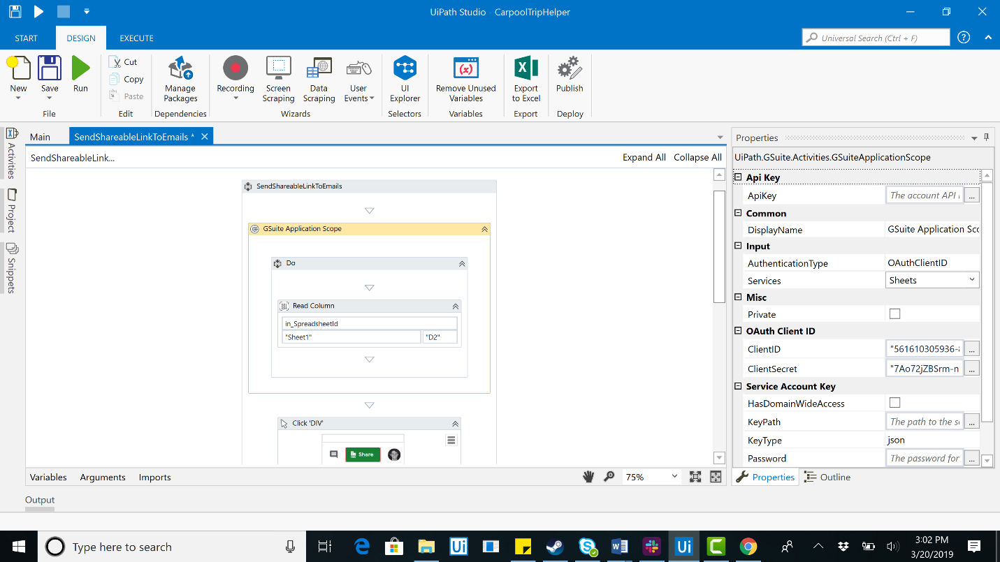 UiPath Studio - CarpoolTripHelper
START DESIGN EXECUTE
Universal Search (Ctrl + F)
New Save Run
Cut
Copy
Paste
Manage Packages
Recording
Screen Scraping
Data Scraping
User Events
UI Explorer
Remove Unused Variables
Export to Excel
Publish
File Edit Dependencies Wizards Selectors Variables Export Deploy
Activities
Project
Snippets
Main SendShareableLinkToEmails *
SendShareableLink... Expand All Collapse All
SendShareableLinkToEmails
GSuite Application Scope
Do
Read Column
in_SpreadsheetId
"Sheet1" "D2"
Click 'DIV'
Share
Variables Arguments Imports 75%
Output
Properties
UiPath.GSuite.Activities.GSuiteApplicationScope
Api Key
ApiKey The account API ...
Common
DisplayName GSuite Application Sco
Input
AuthenticationType OAuthClientID
Services Sheets
Misc
Private
OAuth Client ID
ClientID "561610305936- ...
ClientSecret "7Ao72jZBSrm-n ...
Service Account Key
HasDomainWideAccess
KeyPath The path to the s ...
KeyType json
Password The password for ...
Properties Outline
Type here to search
3:02 PM
3/20/2019